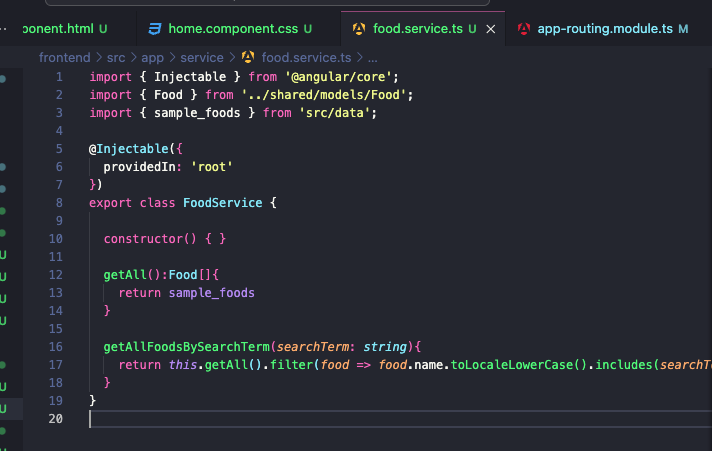 ponent.html U
home.component.css U
food.service.ts U
app-routing.module.ts M
frontend > src > app > service > food.service.ts > ...
1 import { Injectable } from '@angular/core';
2 import { Food } from '../shared/models/Food';
3 import { sample_foods } from 'src/data';
4
5 @Injectable({
6 providedIn: 'root'
7 })
8 export class FoodService {
9
10 constructor() { }
11
12 getAll():Food[]{
13 return sample_foods
14 }
15
16 getAllFoodsBySearchTerm(searchTerm: string){
17 return this.getAll().filter(food => food.name.toLocaleLowerCase().includes(searchT
18 }
19 }
20
U
U
U
U
U
U
U